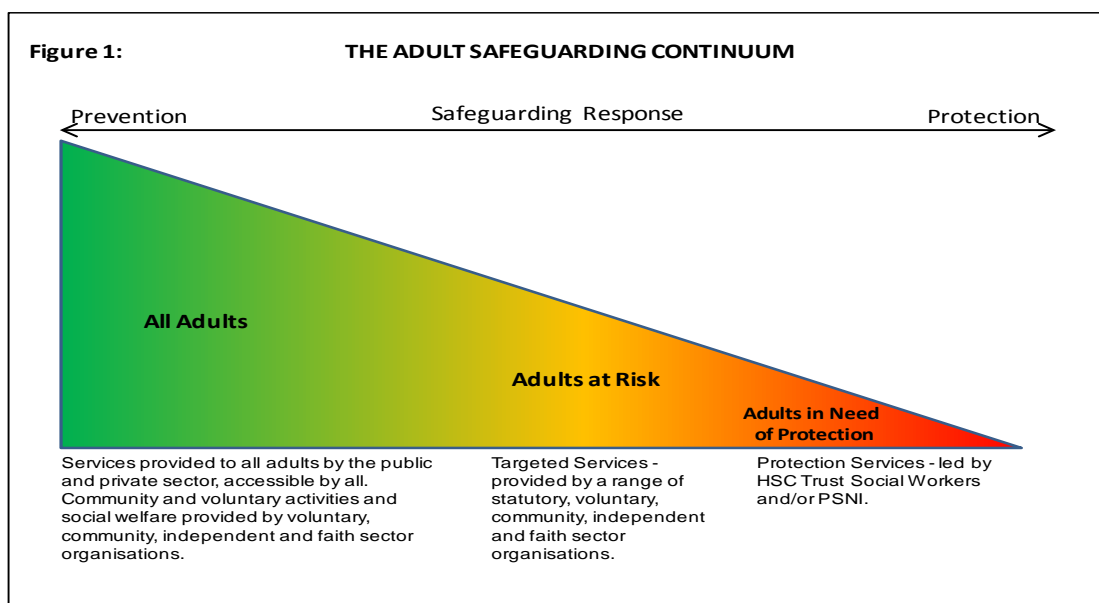 Figure 1: THE ADULT SAFEGUARDING CONTINUUM
Prevention Safeguarding Response Protection
All Adults
Adults at Risk
Adults in Need
of Protection
Services provided to all adults by the public
and private sector, accessible by all.
Community and voluntary activities and
social welfare provided by voluntary,
community, independent and faith sector
organisations.
Targeted Services -
provided by a range of
statutory, voluntary,
community, independent
and faith sector
organisations.
Protection Services - led by
HSC Trust Social Workers
and/or PSNI.